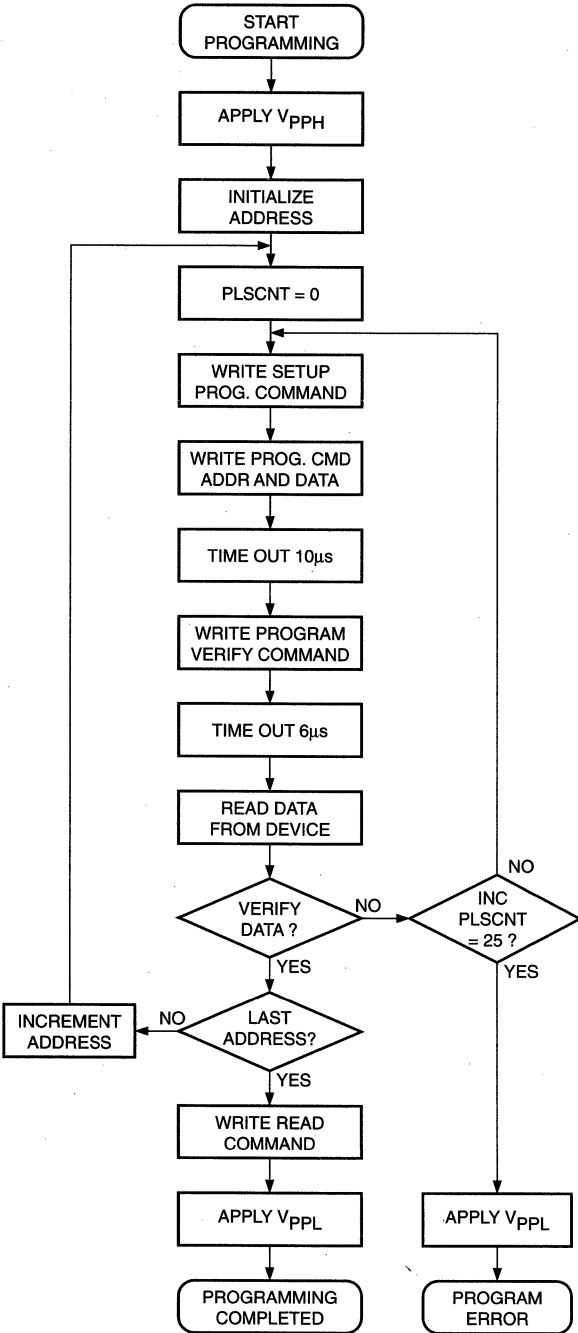 START
PROGRAMMING
APPLY VPPH
INITIALIZE
ADDRESS
PLSCNT = 0
WRITE SETUP
PROG. COMMAND
WRITE PROG. CMD
ADDR AND DATA
TIME OUT 10µs
WRITE PROGRAM
VERIFY COMMAND
TIME OUT 6µs
READ DATA
FROM DEVICE
VERIFY
DATA ?
NO
YES
INC
PLSCNT
= 25 ?
NO
YES
LAST
ADDRESS?
NO
YES
INCREMENT
ADDRESS
WRITE READ
COMMAND
APPLY VPPL
PROGRAMMING
COMPLETED
APPLY VPPL
PROGRAM
ERROR